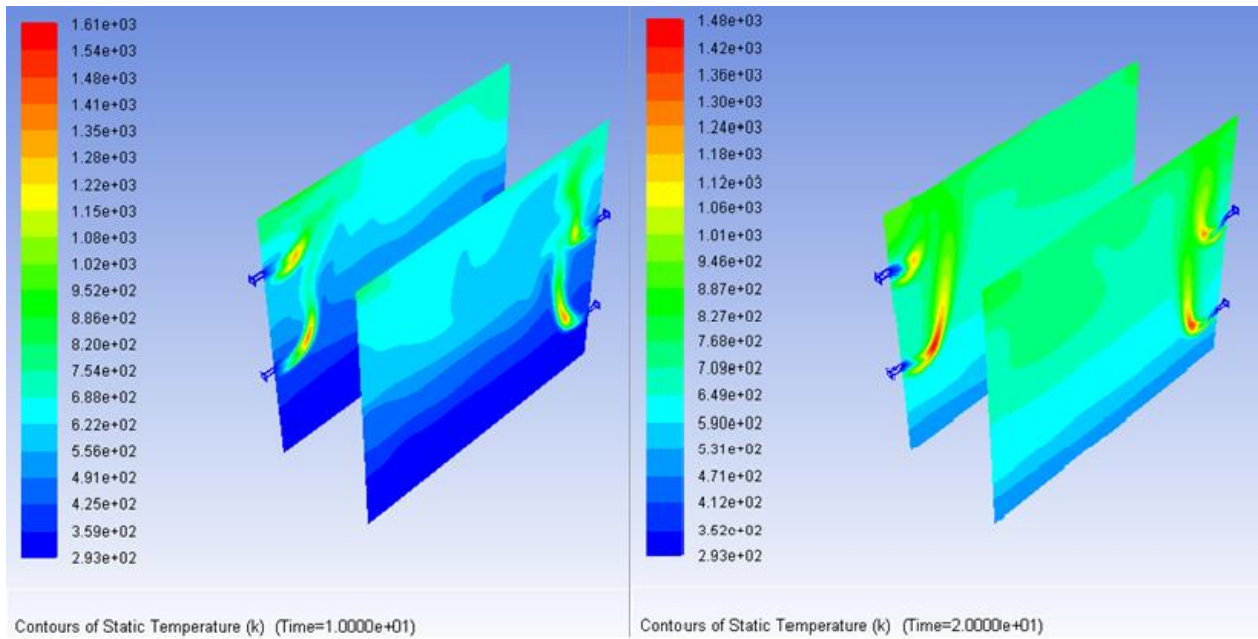 1.61e+03
1.54e+03
1.48e+03
1.41e+03
1.35e+03
1.28e+03
1.22e+03
1.15e+03
1.08e+03
1.02e+03
9.52e+02
8.86e+02
8.20e+02
7.54e+02
6.88e+02
6.22e+02
5.56e+02
4.91e+02
4.25e+02
3.59e+02
2.93e+02
Contours of Static Temperature (k) (Time=1.0000e+01)
1.48e+03
1.42e+03
1.36e+03
1.30e+03
1.24e+03
1.18e+03
1.12e+03
1.06e+03
1.01e+03
9.46e+02
8.87e+02
8.27e+02
7.68e+02
7.09e+02
6.49e+02
5.90e+02
5.31e+02
4.71e+02
4.12e+02
3.52e+02
2.93e+02
Contours of Static Temperature (k) (Time=2.0000e+01)